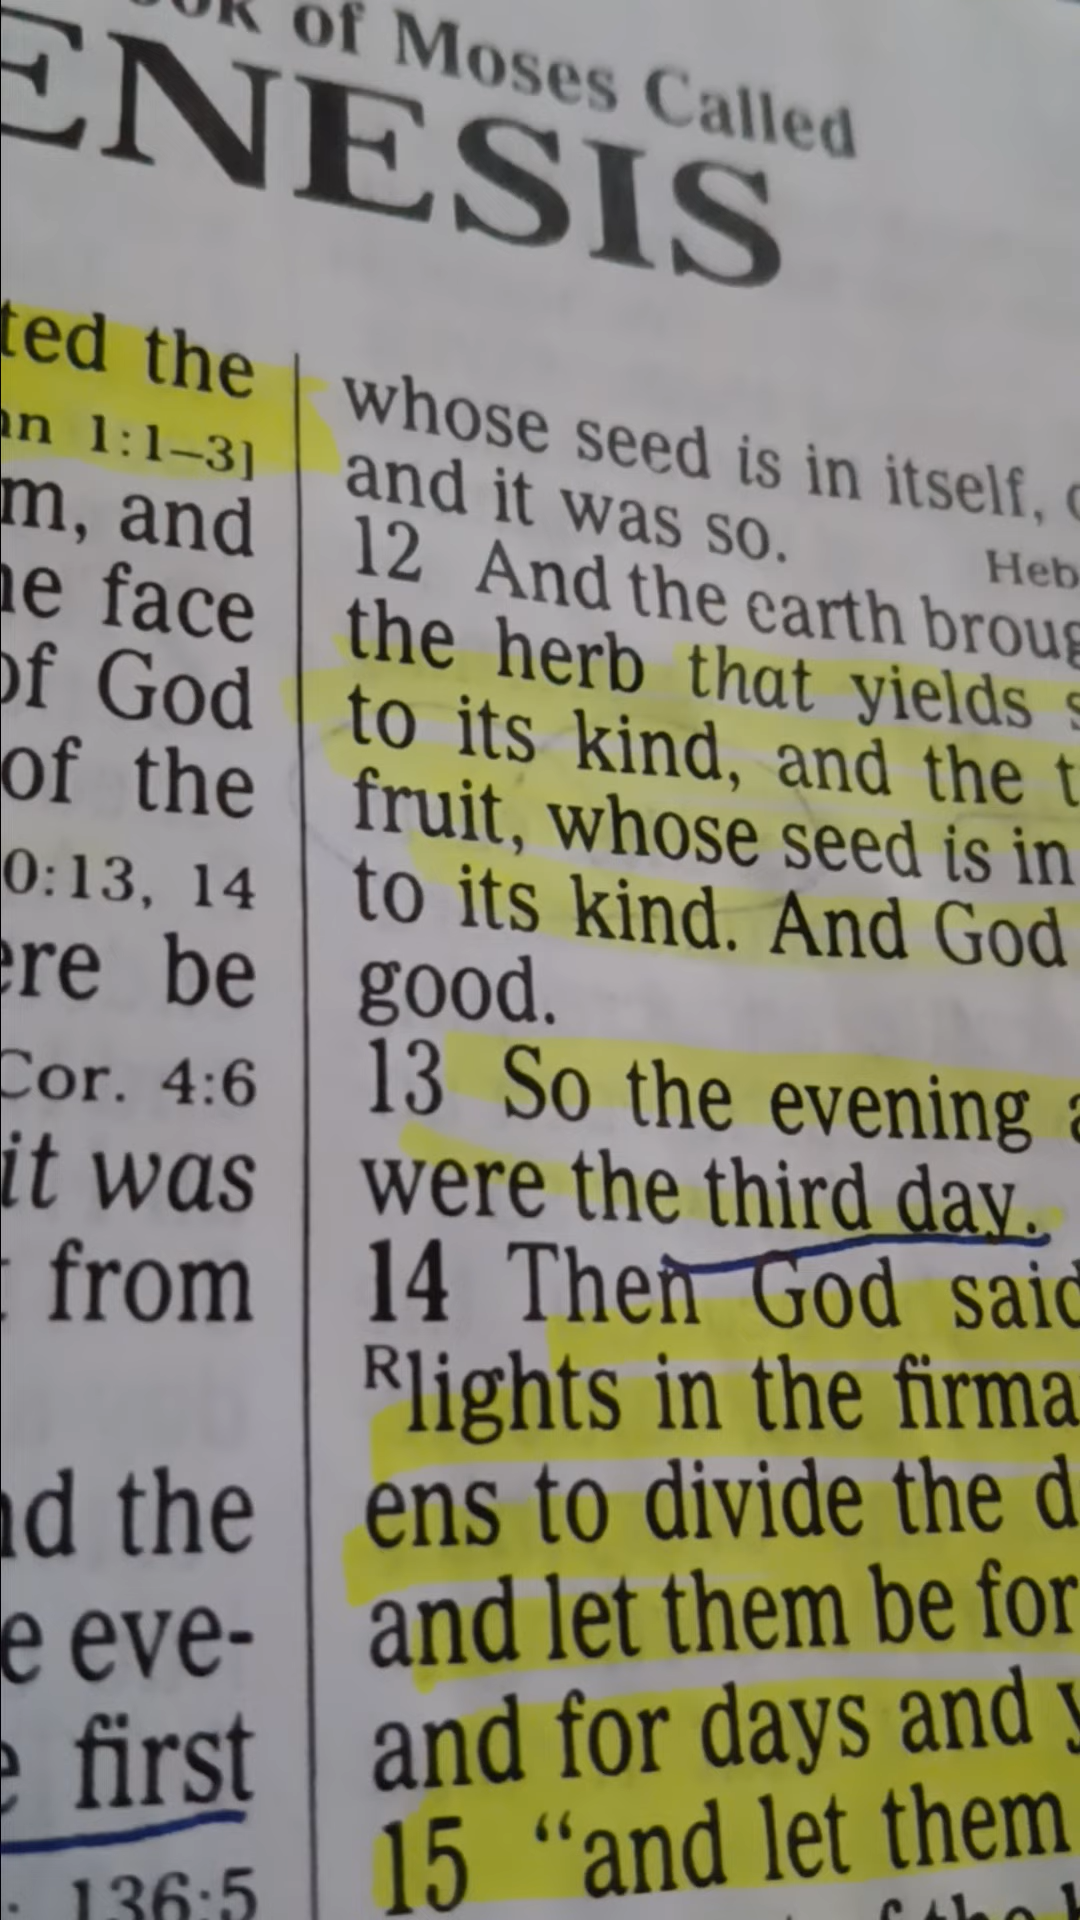 of Moses Called
ENESIS
ted the
1:1–3]
m, and
face
of God
of the
0:13, 14
be
Cor. 4:6
it was
from
the
eve-
first
136:5
whose seed is in itself,
and it was so.
Heb
12 And the earth broug
the herb that yields s
to its kind, and the t
fruit, whose seed is in
to its kind. And God
good.
13 So the evening a
were the third day.
14 Then God said
Rlights in the firma
ens to divide the d
and let them be for
and for days and y
15 “and let them